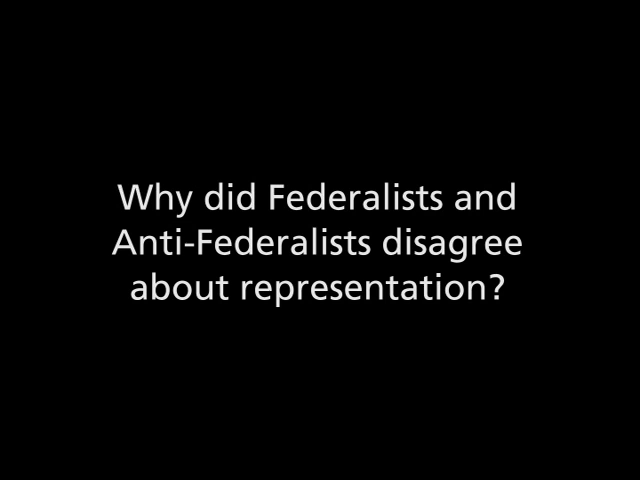 Why did Federalists and
Anti-Federalists disagree
about representation?